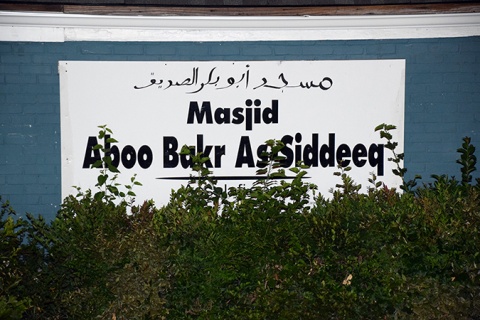 مسجد أبو بكر الصديق
Masjid
Aboo Bakr As Siddeeq